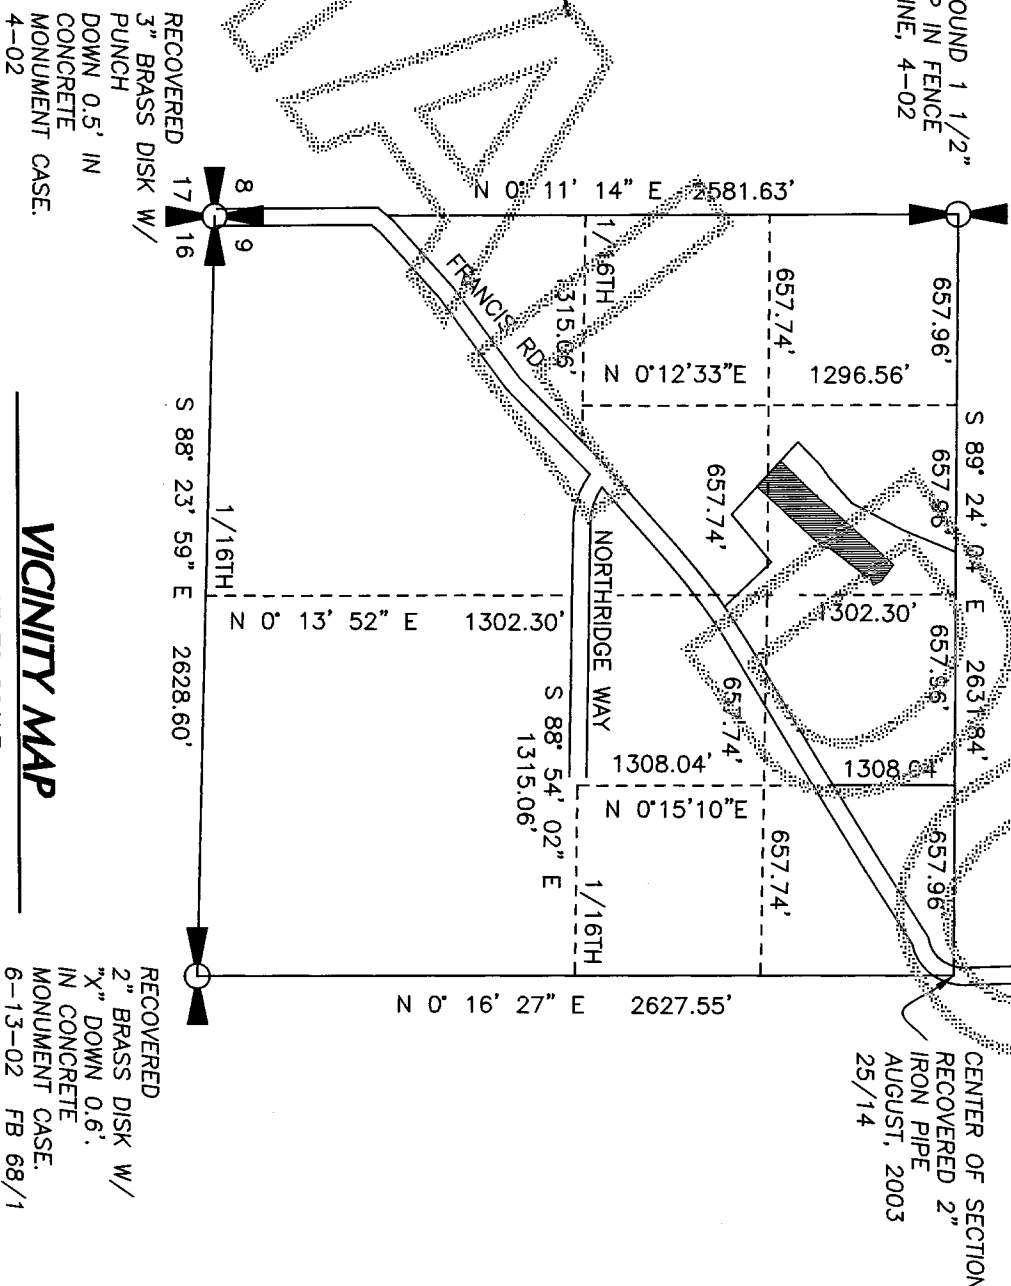 OUND 1 1/2"
P IN FENCE
INE, 4-02
RECOVERED
3" BRASS DISK W/
PUNCH
DOWN 0.5' IN
CONCRETE
MONUMENT CASE.
4-02
8
17
9
16
N 0° 11' 14" E 2581.63'
1/16TH
1315.06'
657.74'
657.96'
FRANCIS RD
N 0°12'33"E 1296.56'
S 89° 24' 04" E 2631.84'
657.96'
657.74'
S 88° 23' 59" E 2628.60'
1/16TH
N 0° 13' 52" E 1302.30'
1302.30'
NORTHRIDGE WAY
657.96'
657.74'
S 88° 54' 02" E
1315.06'
1308.04'
1308.04'
N 0°15'10"E
657.74'
657.96'
1/16TH
N 0° 16' 27" E 2627.55'
VICINITY MAP
RECOVERED
2" BRASS DISK W/
"X" DOWN 0.6'.
IN CONCRETE
MONUMENT CASE.
6-13-02 FB 68/1
CENTER OF SECTION
RECOVERED 2"
IRON PIPE
AUGUST, 2003
25/14